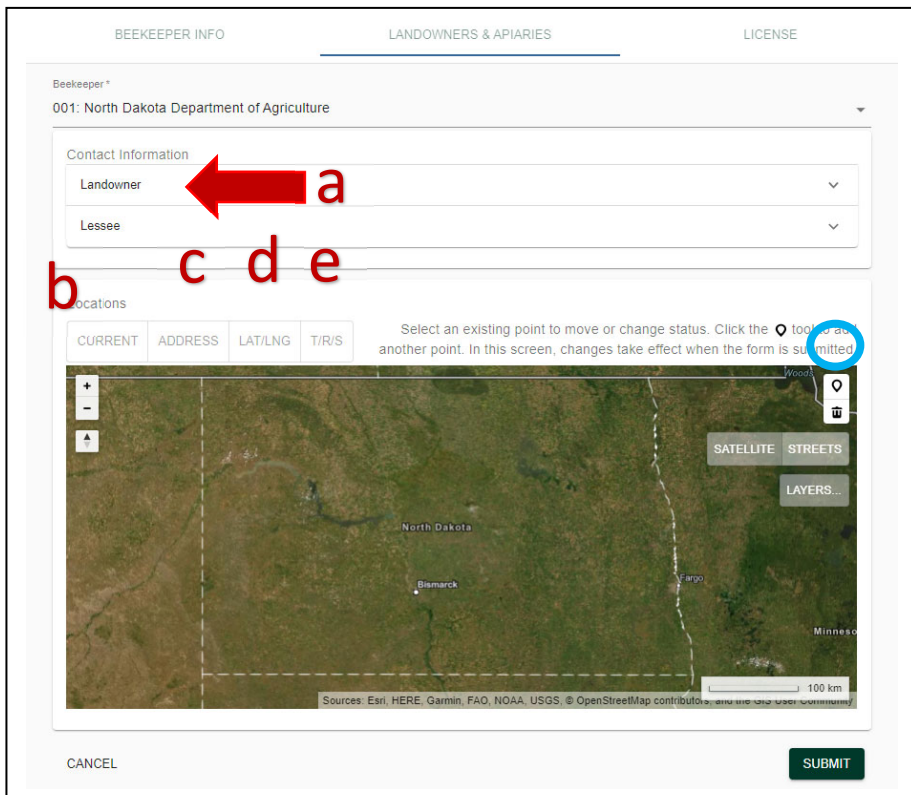 BEEKEEPER INFO LANDOWNERS & APIARIES LICENSE
Beekeeper *
001: North Dakota Department of Agriculture
Contact Information
Landowner
a
Lessee
b c d e
Locations
CURRENT ADDRESS LAT/LNG T/R/S
Select an existing point to move or change status. Click the tool to add
another point. In this screen, changes take effect when the form is submitted.
+
Woods
−
SATELLITE STREETS
LAYERS...
North Dakota
Bismarck
Fargo
Minneso
100 km
Sources: Esri, HERE, Garmin, FAO, NOAA, USGS, © OpenStreetMap contributors, and the GIS User Community
CANCEL SUBMIT